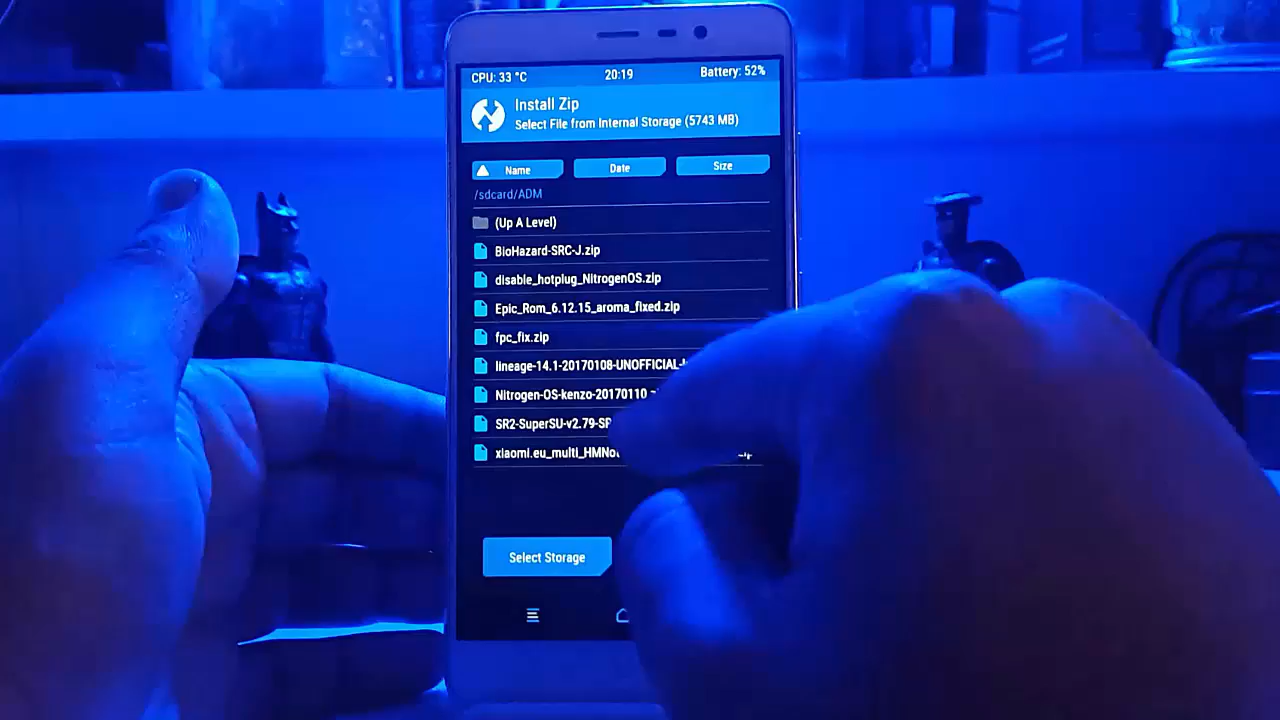 CPU: 33 °C 20:19 Battery: 52%
Install Zip
Select File from Internal Storage (5743 MB)
Name Date Size
/sdcard/ADM
(Up A Level)
BioHazard-SRC-J.zip
disable_hotplug_NitrogenOS.zip
Epic_Rom_6.12.15_aroma_fixed.zip
fpc_fix.zip
lineage-14.1-20170108-UNOFFICIAL-
Nitrogen-OS-kenzo-20170110
SR2-SuperSU-v2.79-SR
xiaomi.eu_multi_HMNo
Select Storage